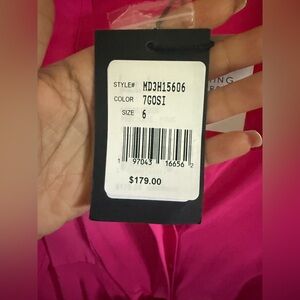 STYLE# MD3H15606
COLOR 7GOSI
SIZE 6
1 97043 16656 2
$179.00